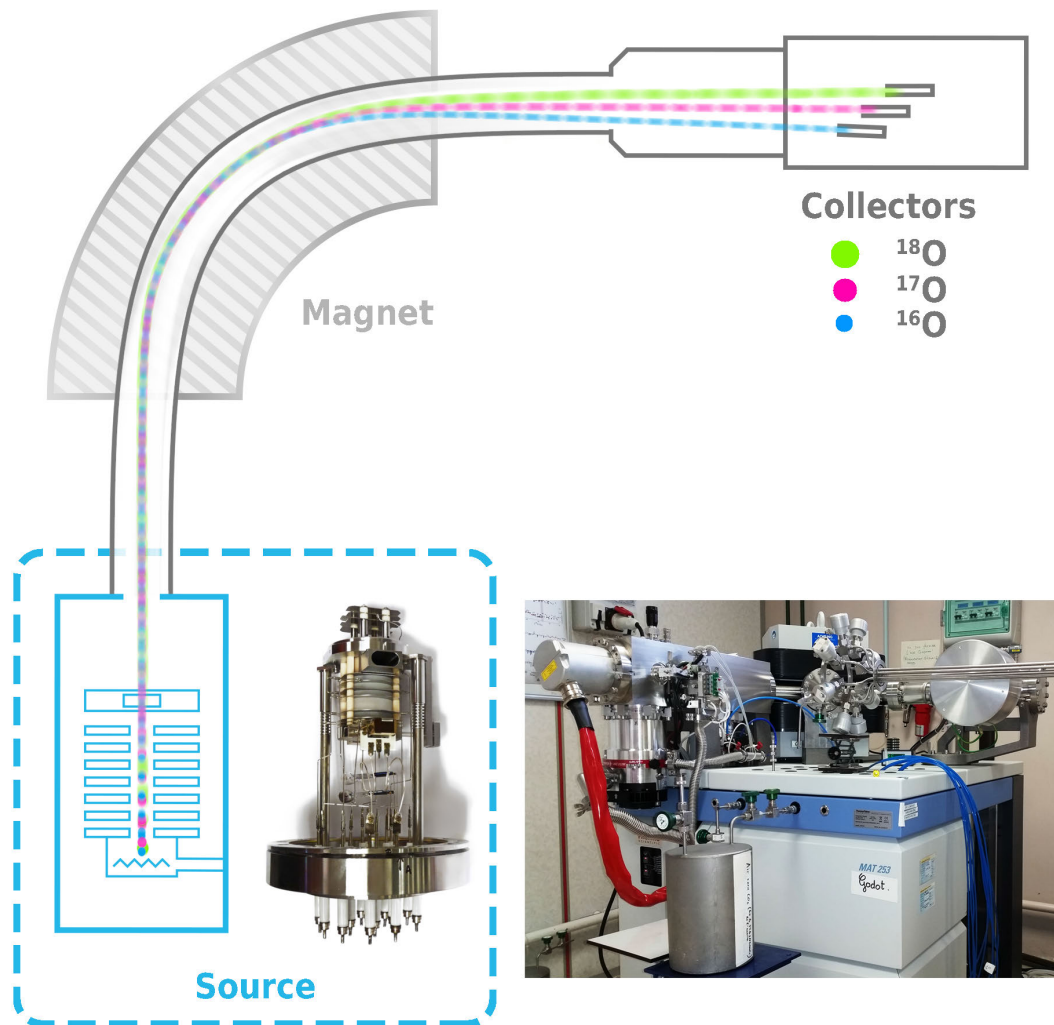 Magnet
Collectors
¹⁸O
¹⁷O
¹⁶O
Source
MAT 253
Godot.